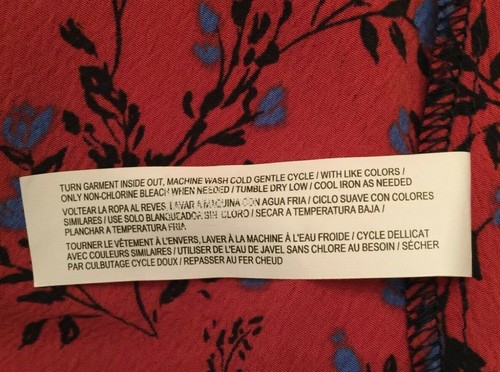 TURN GARMENT INSIDE OUT, MACHINE WASH COLD GENTLE CYCLE / WITH LIKE COLORS /
ONLY NON-CHLORINE BLEACH WHEN NEEDED / TUMBLE DRY LOW / COOL IRON AS NEEDED
VOLTEAR LA ROPA AL REVES, LAVAR A MAQUINA CON AGUA FRIA / CICLO SUAVE CON COLORES
SIMILARES / USE SOLO BLANQUEADOR SIN CLORO / SECAR A TEMPERATURA BAJA /
PLANCHAR A TEMPERATURA FRIA
TOURNER LE VÊTEMENT À L'ENVERS, LAVER À LA MACHINE À L'EAU FROIDE / CYCLE DELLICAT
AVEC COULEURS SIMILAIRES / UTILISER DE L'EAU DE JAVEL SANS CHLORE AU BESOIN / SÉCHER
PAR CULBUTAGE CYCLE DOUX / REPASSER AU FER CHEUD